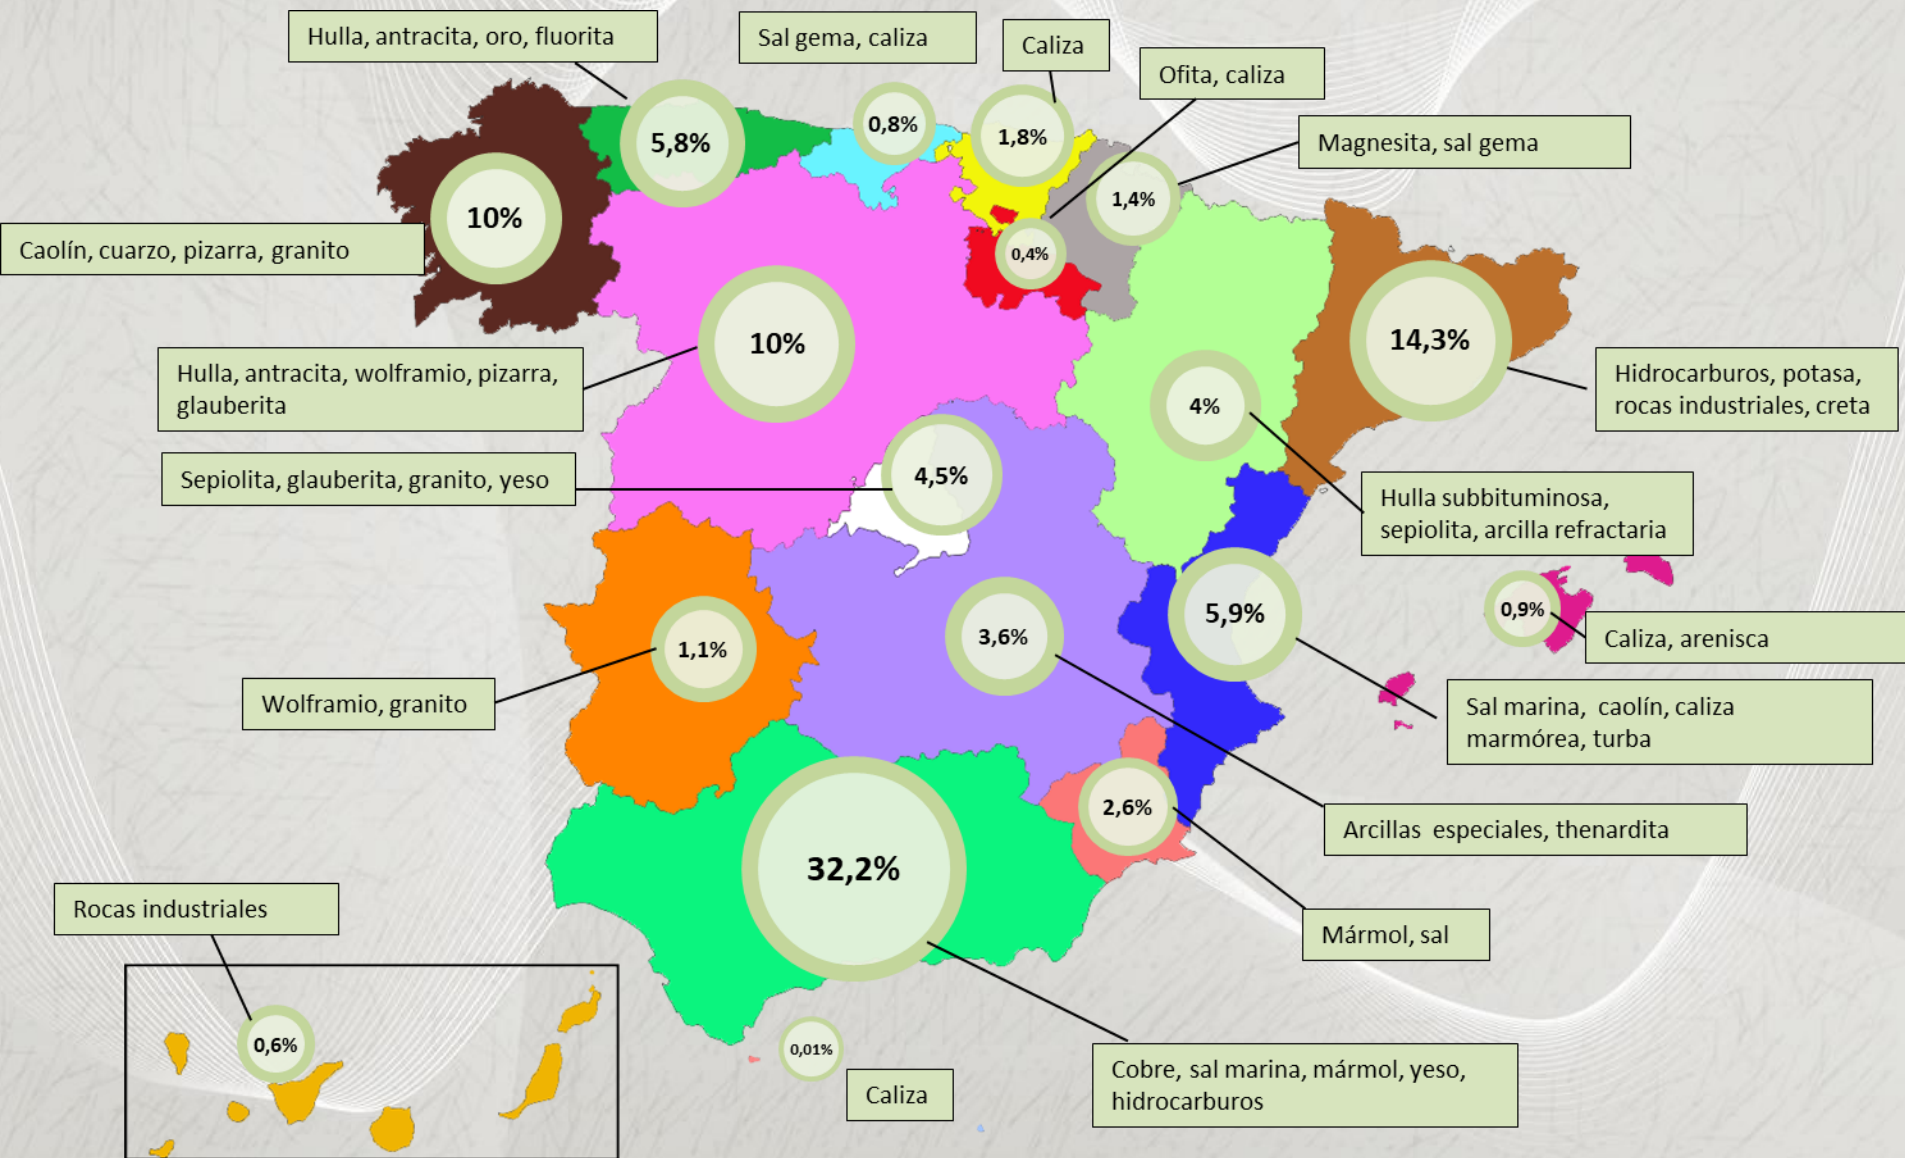 Hulla, antracita, oro, fluorita
Sal gema, caliza
Caliza
Ofita, caliza
Magnesita, sal gema
5,8%
0,8%
1,8%
1,4%
10%
0,4%
Caolín, cuarzo, pizarra, granito
10%
14,3%
Hulla, antracita, wolframio, pizarra,
glauberita
Hidrocarburos, potasa,
rocas industriales, creta
4%
4,5%
Sepiolita, glauberita, granito, yeso
Hulla subbituminosa,
sepiolita, arcilla refractaria
5,9%
0,9%
Caliza, arenisca
1,1%
3,6%
Wolframio, granito
Sal marina,  caolín, caliza
marmórea, turba
2,6%
Arcillas  especiales, thenardita
32,2%
Rocas industriales
Mármol, sal
0,6%
0,01%
Caliza
Cobre, sal marina, mármol, yeso,
hidrocarburos